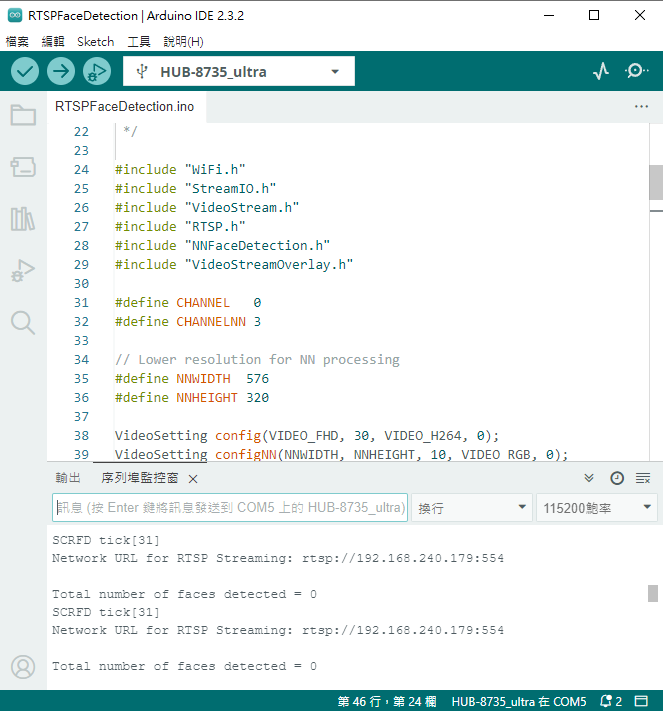 RTSPFaceDetection | Arduino IDE 2.3.2
檔案 編輯 Sketch 工具 說明(H)
HUB-8735_ultra
RTSPFaceDetection.ino
22 */
23
24 #include "WiFi.h"
25 #include "StreamIO.h"
26 #include "VideoStream.h"
27 #include "RTSP.h"
28 #include "NNFaceDetection.h"
29 #include "VideoStreamOverlay.h"
30
31 #define CHANNEL   0
32 #define CHANNELNN 3
33
34 // Lower resolution for NN processing
35 #define NNWIDTH  576
36 #define NNHEIGHT 320
37
38 VideoSetting config(VIDEO_FHD, 30, VIDEO_H264, 0);
39 VideoSetting configNN(NNWIDTH, NNHEIGHT, 10, VIDEO_RGB, 0);
輸出 序列埠監控窗
訊息 (按 Enter 鍵將訊息發送到 COM5 上的 HUB-8735_ultra) 換行 115200鮑率
SCRFD tick[31]
Network URL for RTSP Streaming: rtsp://192.168.240.179:554
Total number of faces detected = 0
SCRFD tick[31]
Network URL for RTSP Streaming: rtsp://192.168.240.179:554
Total number of faces detected = 0
第 46 行，第 24 欄 HUB-8735_ultra 在 COM5 2